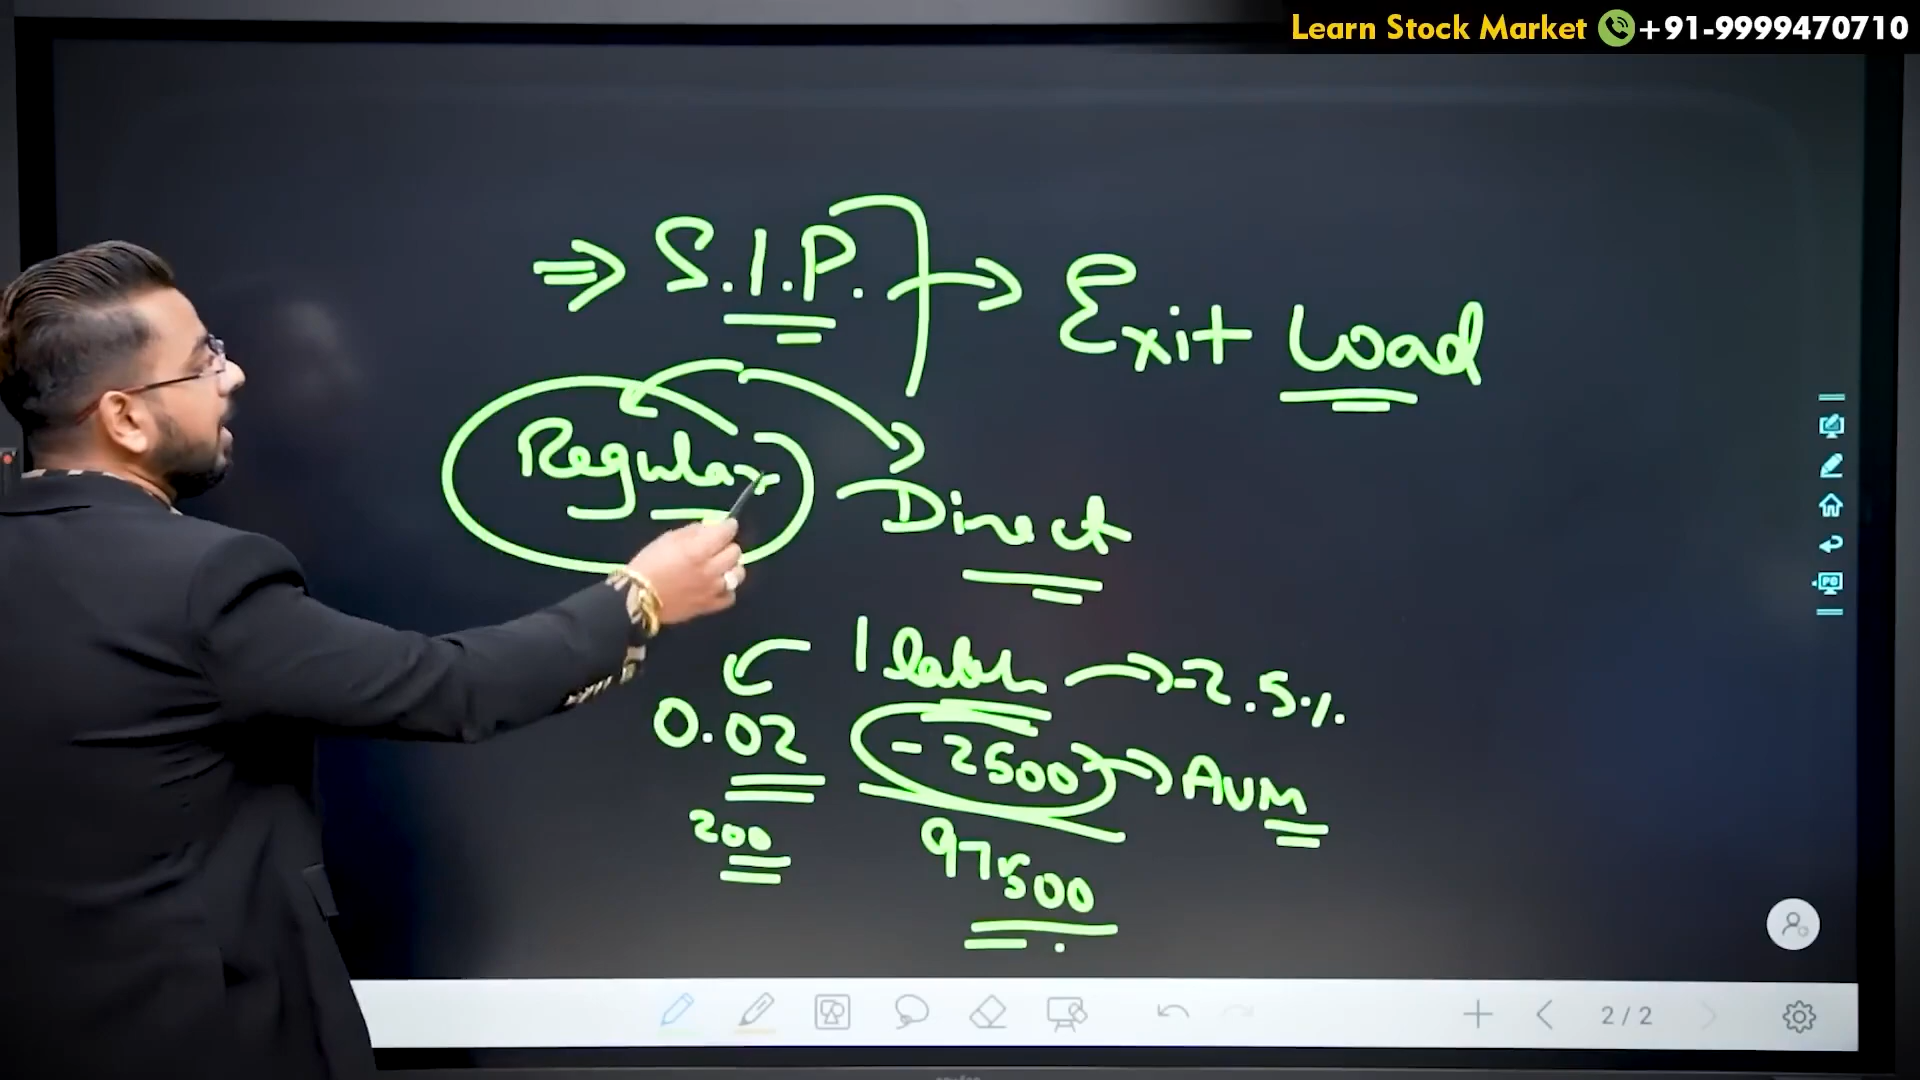 Learn Stock Market +91-9999470710
⇒ S.I.P. → Exit Load
Regular Direct
1 lakh → -2.5%
0.02 - 2500 → AUM
200
97500
2 / 2